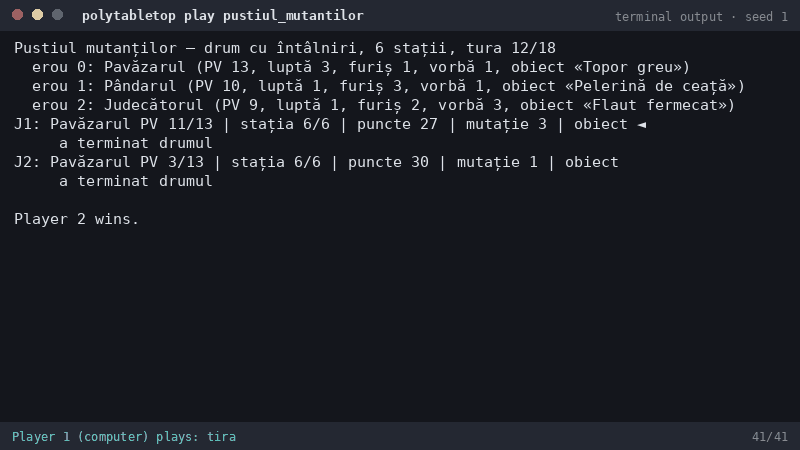 polytabletop play pustiul_mutantilor
terminal output · seed 1
Pustiul mutanților — drum cu întâlniri, 6 stații, tura 12/18
erou 0: Pavăzarul (PV 13, luptă 3, furiș 1, vorbă 1, obiect «Topor greu»)
erou 1: Pândarul (PV 10, luptă 1, furiș 3, vorbă 1, obiect «Pelerină de ceață»)
erou 2: Judecătorul (PV 9, luptă 1, furiș 2, vorbă 3, obiect «Flaut fermecat»)
J1: Pavăzarul PV 11/13 | stația 6/6 | puncte 27 | mutație 3 | obiect ◄
a terminat drumul
J2: Pavăzarul PV 3/13 | stația 6/6 | puncte 30 | mutație 1 | obiect
a terminat drumul
Player 2 wins.
Player 1 (computer) plays: tira
41/41